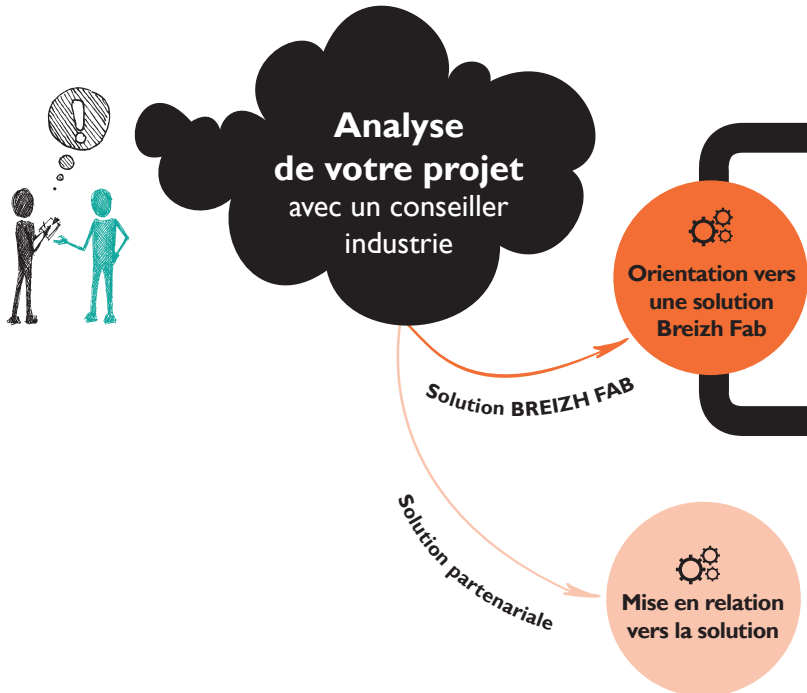 Analyse
de votre projet
avec un conseiller
industrie
Orientation vers
une solution
Breizh Fab
Solution BREIZH FAB
Solution partenariale
Mise en relation
vers la solution